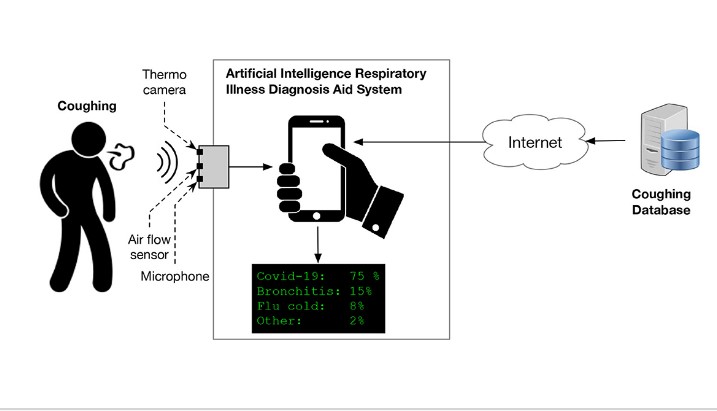 Thermo
camera
Artificial Intelligence Respiratory
Illness Diagnosis Aid System
Coughing
Internet
Coughing
Database
Air flow
sensor
Microphone
Covid-19: 75 %
Bronchitis: 15%
Flu cold: 8%
Other: 2%